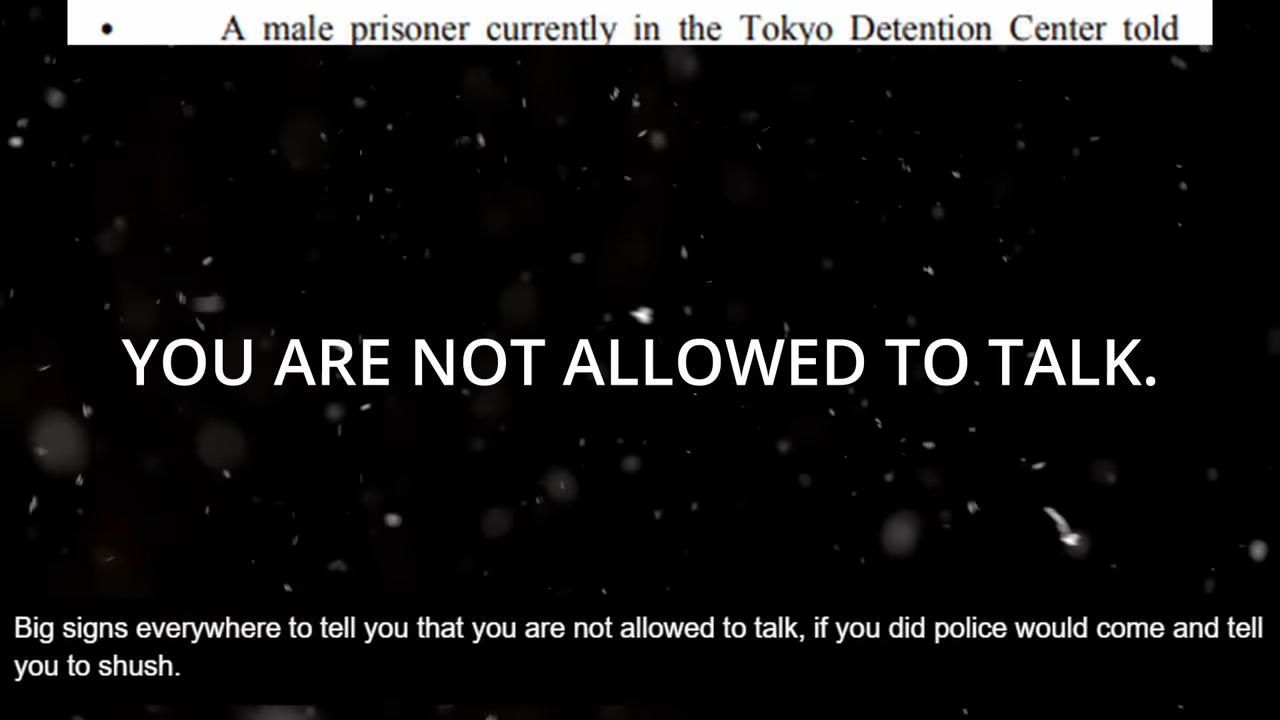 • A male prisoner currently in the Tokyo Detention Center told
YOU ARE NOT ALLOWED TO TALK.
Big signs everywhere to tell you that you are not allowed to talk, if you did police would come and tell
you to shush.